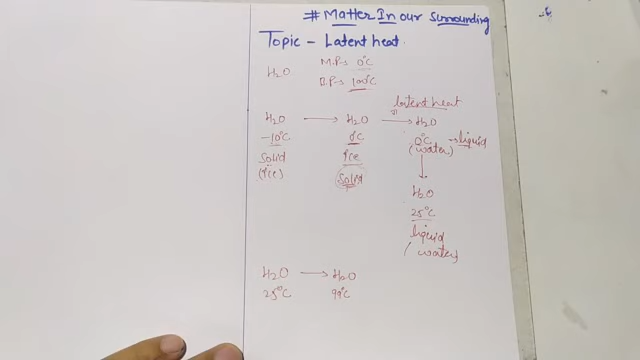 # Matter In our Surrounding
Topic - Latent heat.
H₂O M.P→ 0°C
B.P→ 100°C
Latent heat
H₂O → H₂O → H₂O
-10°C 0°C 0°C → liquid
Solid Ice (water)
(Ice) Solid
H₂O
25°C
liquid
(water)
H₂O → H₂O
25°C 99°C